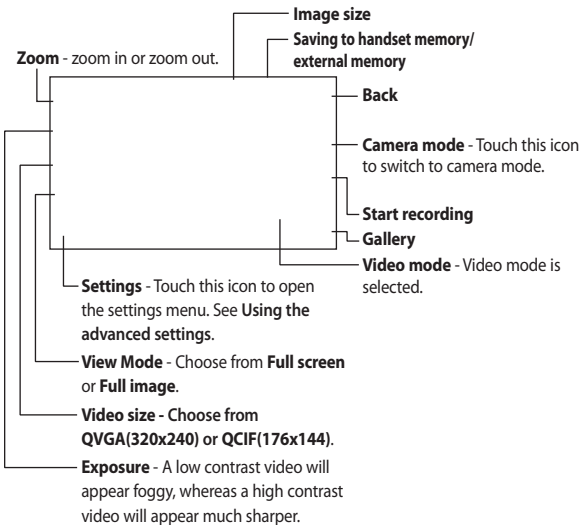 Image size
Saving to handset memory/
external memory
Zoom - zoom in or zoom out.
Back
Camera mode - Touch this icon
to switch to camera mode.
Start recording
Gallery
Video mode - Video mode is
selected.
Settings - Touch this icon to open
the settings menu. See Using the
advanced settings.
View Mode - Choose from Full screen
or Full image.
Video size - Choose from
QVGA(320x240) or QCIF(176x144).
Exposure - A low contrast video will
appear foggy, whereas a high contrast
video will appear much sharper.